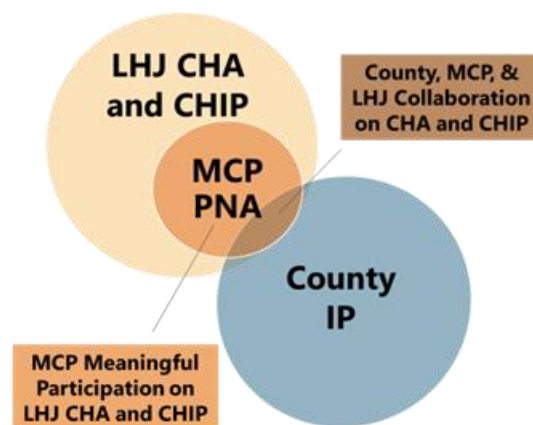 LHJ CHA
and CHIP
County, MCP, &
LHJ Collaboration
on CHA and CHIP
MCP
PNA
County
IP
MCP Meaningful
Participation on
LHJ CHA and CHIP